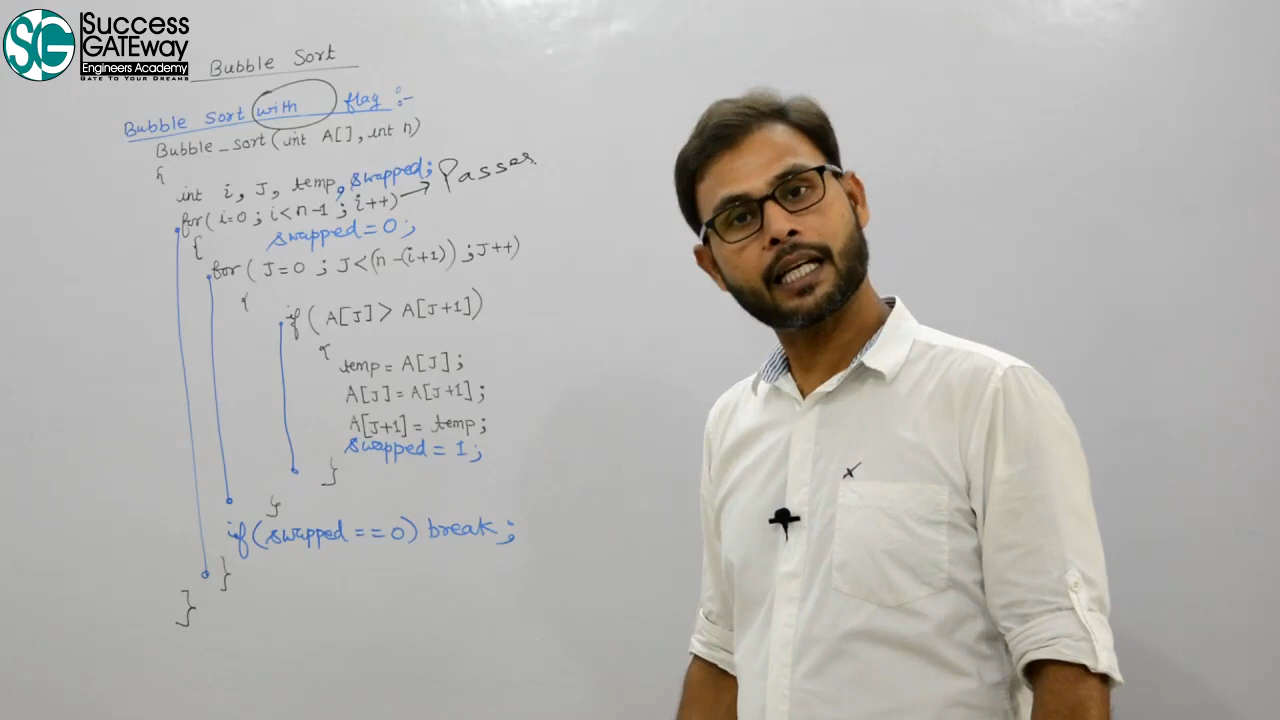 SG Success
GATEway
Engineers Academy
GATE TO YOUR DREAMS
Bubble Sort
Bubble Sort with flag :-
Bubble_sort(int A[], int n)
{
int i, J, temp, swapped;
for(i=0; i<n-1; i++) → Passes
{ swapped=0;
for(J=0; J<(n-(i+1)); J++)
{
if(A[J]>A[J+1])
{
temp=A[J];
A[J]=A[J+1];
A[J+1]=temp;
swapped=1;
}
}
if(swapped==0) break;
}
}